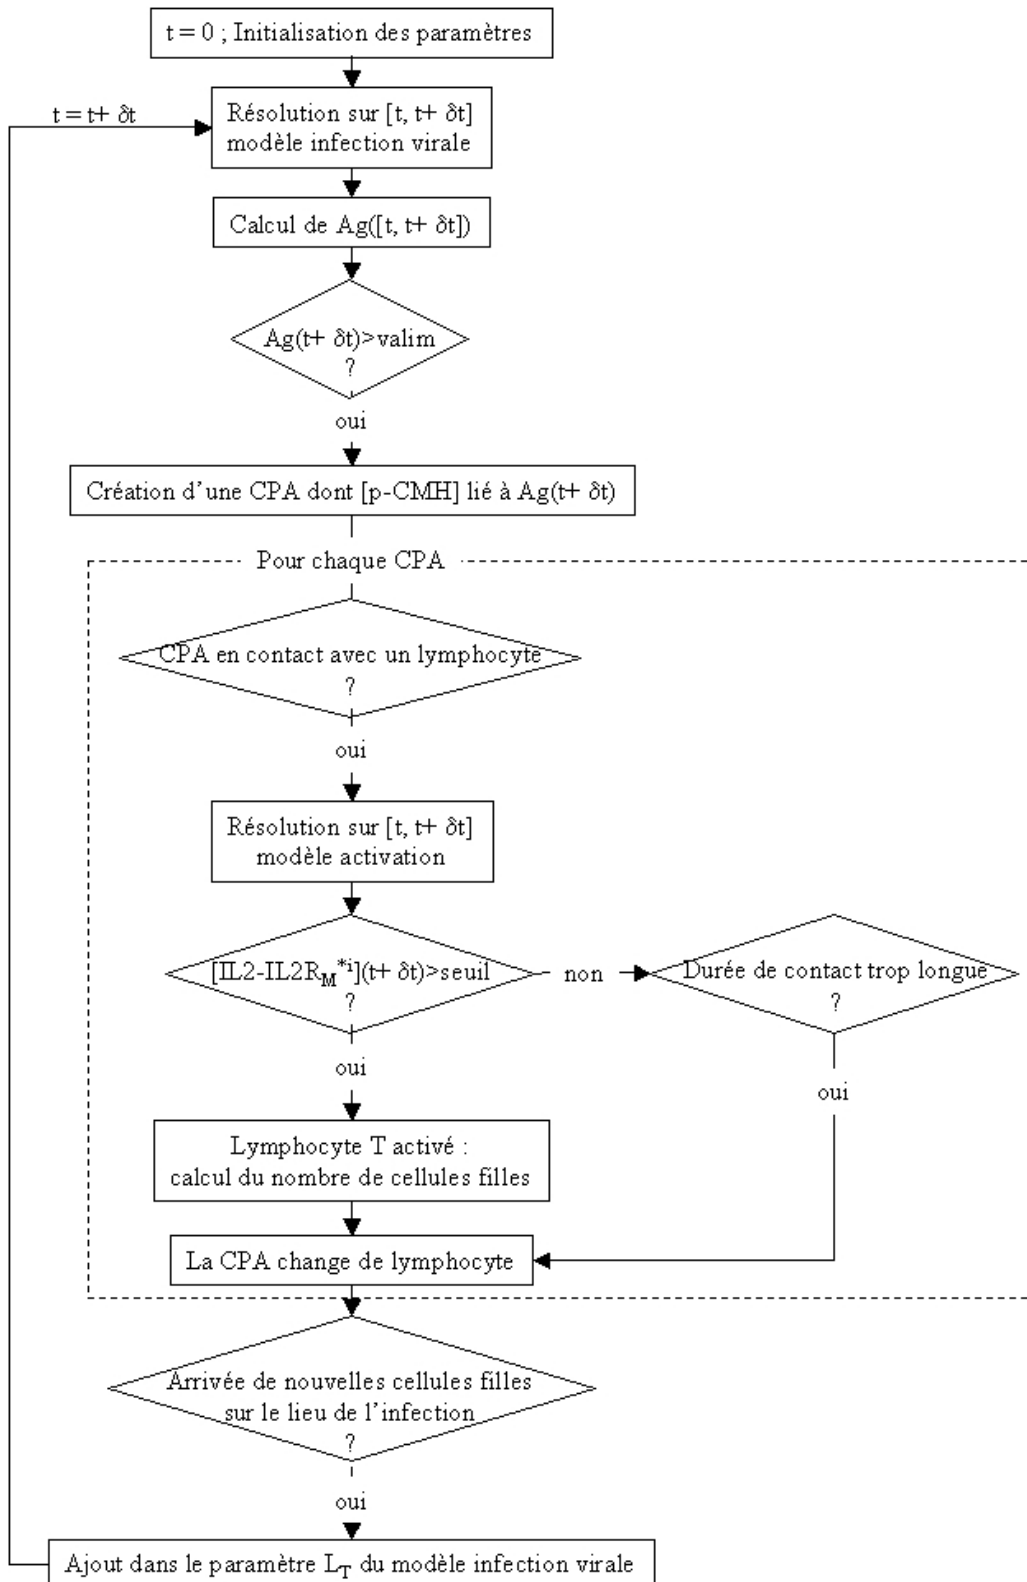 t = 0 ; Initialisation des paramètres
t = t+ δt
Résolution sur [t, t+ δt]
modèle infection virale
Calcul de Ag([t, t+ δt])
Ag(t+ δt)>valim
?
oui
Création d’une CPA dont [p-CMH] lié à Ag(t+ δt)
Pour chaque CPA
CPA en contact avec un lymphocyte
?
oui
Résolution sur [t, t+ δt]
modèle activation
[IL2-IL2R_M^*i](t+ δt)>seuil
?
non
Durée de contact trop longue
?
oui
oui
Lymphocyte T activé :
calcul du nombre de cellules filles
La CPA change de lymphocyte
Arrivée de nouvelles cellules filles
sur le lieu de l’infection
?
oui
Ajout dans le paramètre L_T du modèle infection virale